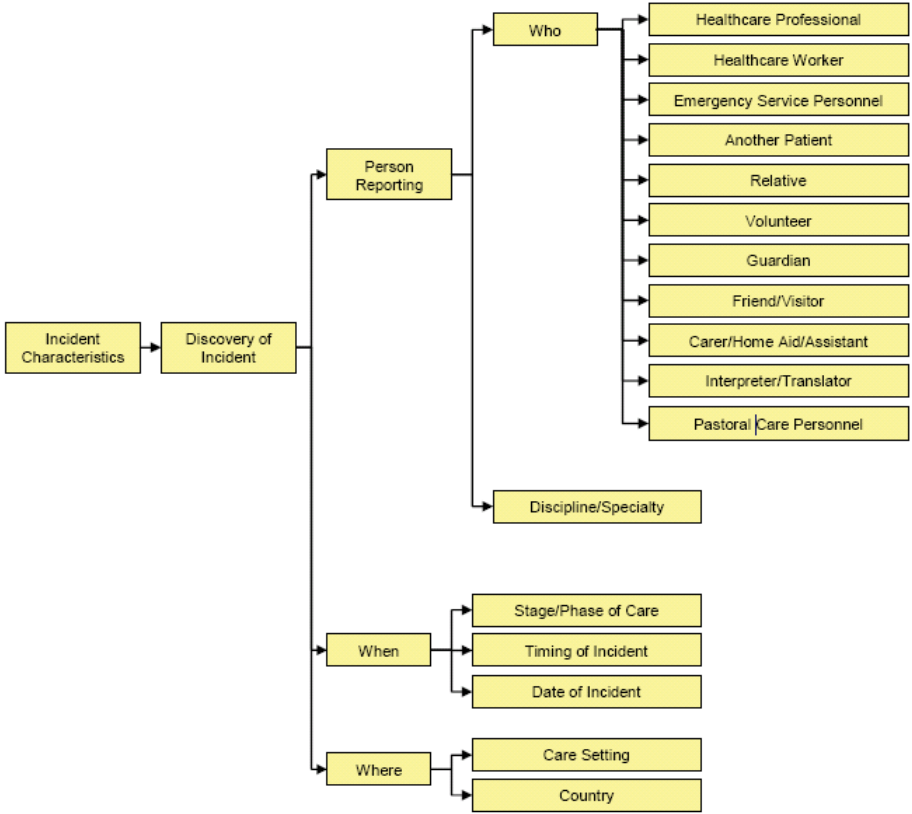 Who
Healthcare Professional
Healthcare Worker
Emergency Service Personnel
Another Patient
Relative
Volunteer
Guardian
Friend/Visitor
Carer/Home Aid/Assistant
Interpreter/Translator
Pastoral Care Personnel
Person
Reporting
Incident
Characteristics
Discovery of
Incident
Discipline/Specialty
When
Stage/Phase of Care
Timing of Incident
Date of Incident
Where
Care Setting
Country